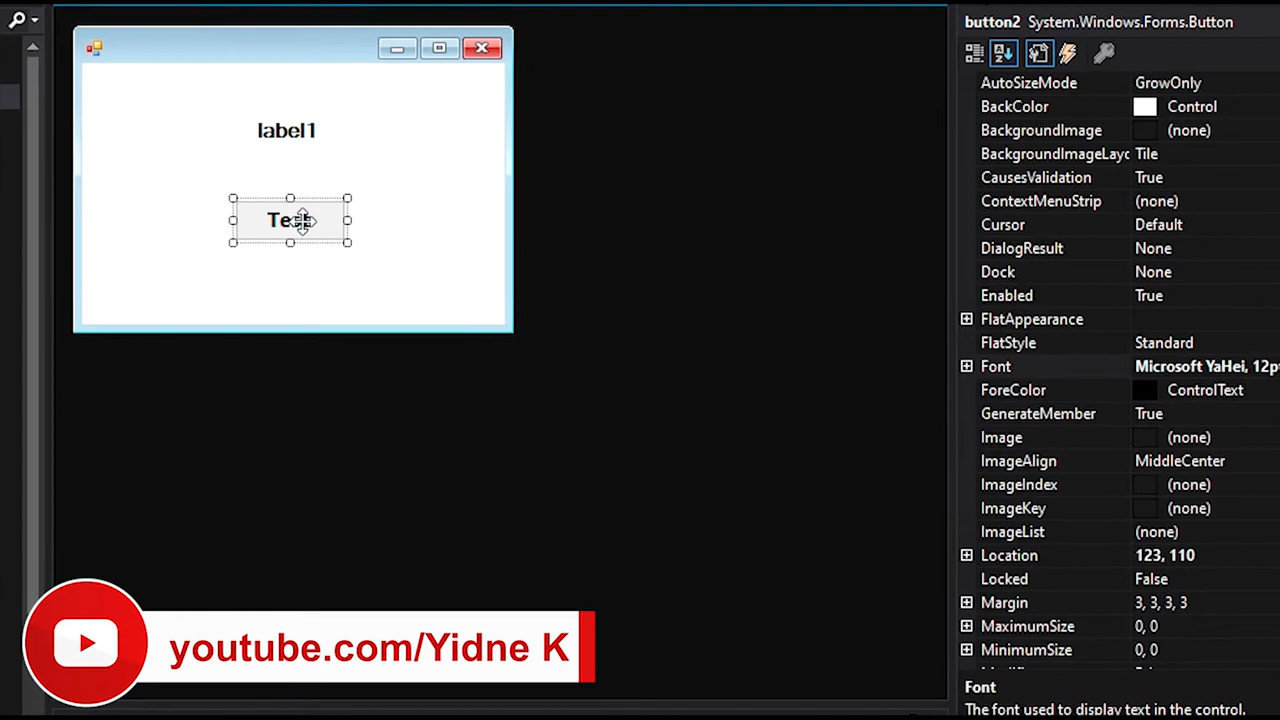 button2 System.Windows.Forms.Button
label1
AutoSizeMode GrowOnly
BackColor Control
BackgroundImage (none)
BackgroundImageLayc Tile
CausesValidation True
ContextMenuStrip (none)
Cursor Default
DialogResult None
Dock None
Enabled True
FlatAppearance
FlatStyle Standard
Font Microsoft YaHei, 12pt
ForeColor ControlText
GenerateMember True
Image (none)
ImageAlign MiddleCenter
ImageIndex (none)
ImageKey (none)
ImageList (none)
Location 123, 110
Locked False
Margin 3, 3, 3, 3
MaximumSize 0, 0
MinimumSize 0, 0
Font
The font used to display text in the control.
youtube.com/Yidne K